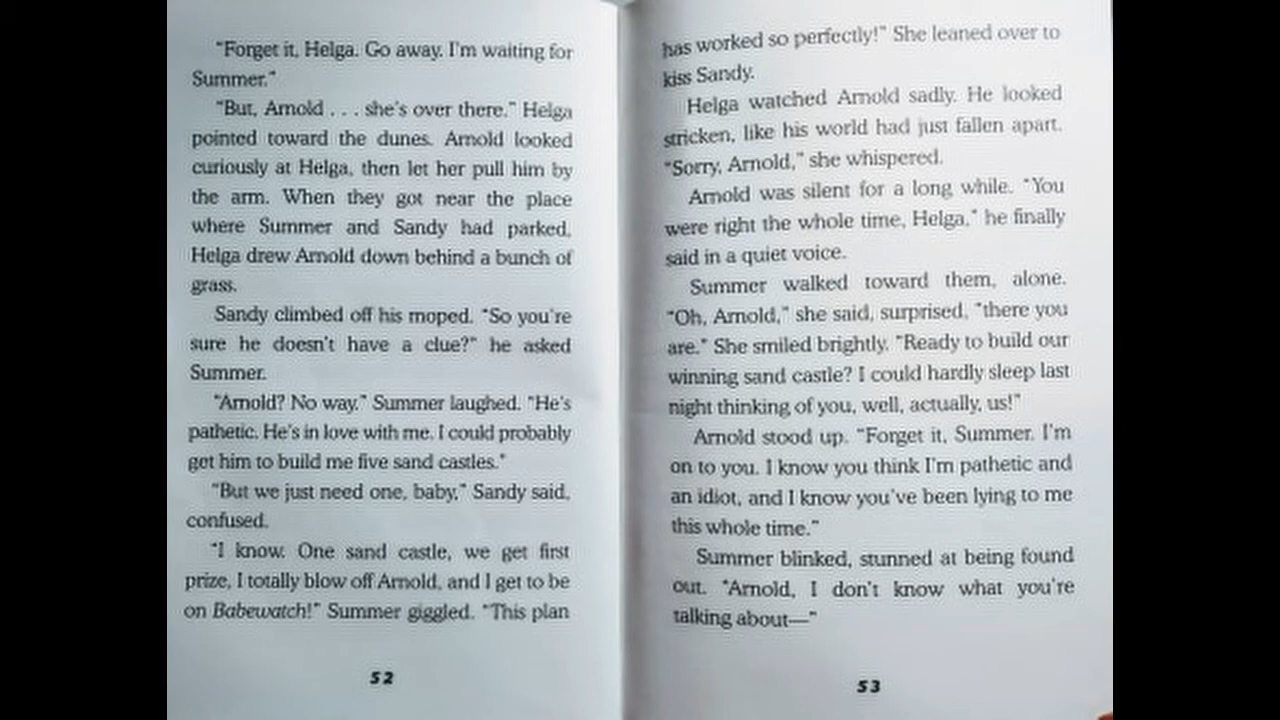 "Forget it, Helga. Go away. I'm waiting for
Summer."
"But, Arnold . . . she's over there." Helga
pointed toward the dunes. Arnold looked
curiously at Helga, then let her pull him by
the arm. When they got near the place
where Summer and Sandy had parked,
Helga drew Arnold down behind a bunch of
grass.
Sandy climbed off his moped. "So you're
sure he doesn't have a clue?" he asked
Summer.
"Arnold? No way." Summer laughed. "He's
pathetic. He's in love with me. I could probably
get him to build me five sand castles."
"But we just need one, baby," Sandy said,
confused.
"I know. One sand castle, we get first
prize, I totally blow off Arnold, and I get to be
on Babewatch!" Summer giggled. "This plan
52
has worked so perfectly!" She leaned over to
kiss Sandy.
Helga watched Arnold sadly. He looked
stricken, like his world had just fallen apart.
"Sorry, Arnold," she whispered.
Arnold was silent for a long while. "You
were right the whole time, Helga," he finally
said in a quiet voice.
Summer walked toward them, alone.
"Oh, Arnold," she said, surprised, "there you
are." She smiled brightly. "Ready to build our
winning sand castle? I could hardly sleep last
night thinking of you, well, actually, us!"
Arnold stood up. "Forget it, Summer. I'm
on to you. I know you think I'm pathetic and
an idiot, and I know you've been lying to me
this whole time."
Summer blinked, stunned at being found
out. "Arnold, I don't know what you're
talking about—"
53